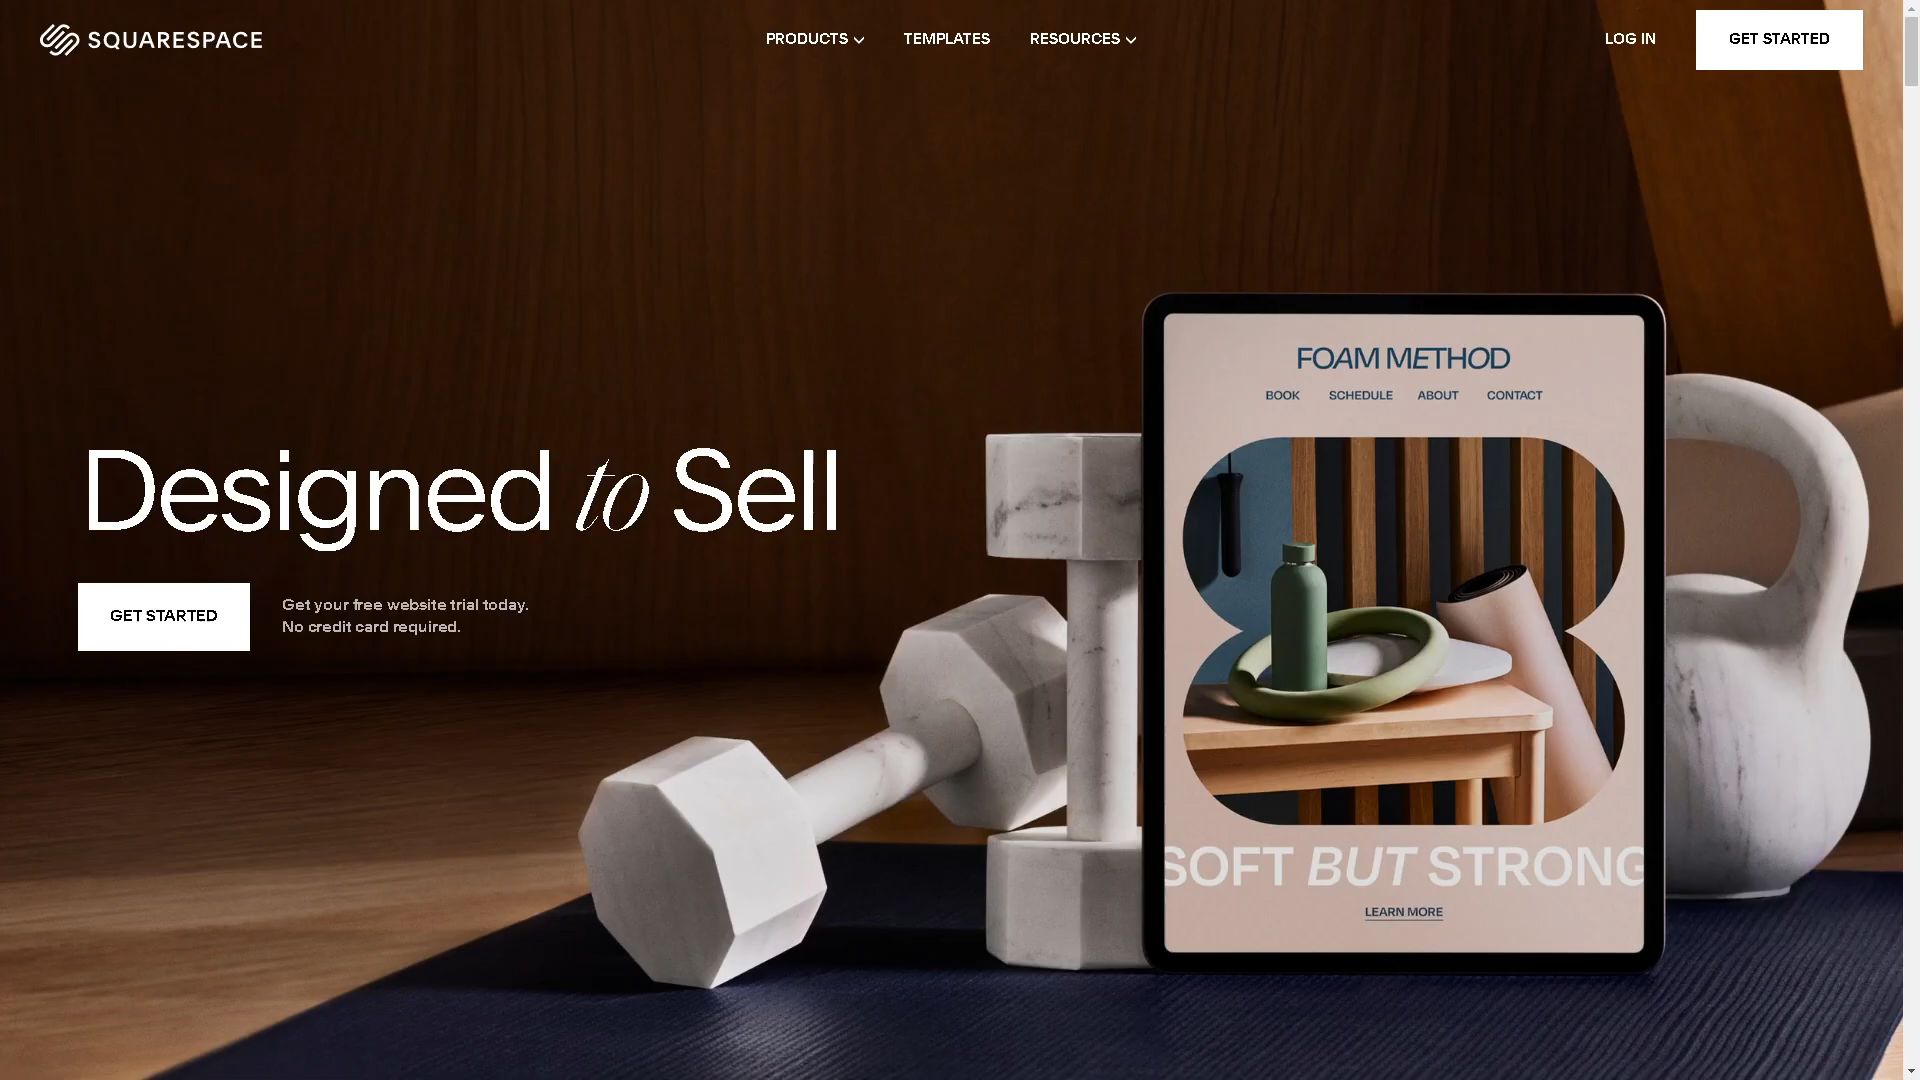 SQUARESPACE
PRODUCTS
TEMPLATES
RESOURCES
LOG IN
GET STARTED
Designed to Sell
GET STARTED
Get your free website trial today.
No credit card required.
FOAM METHOD
BOOK SCHEDULE ABOUT CONTACT
SOFT BUT STRONG
LEARN MORE